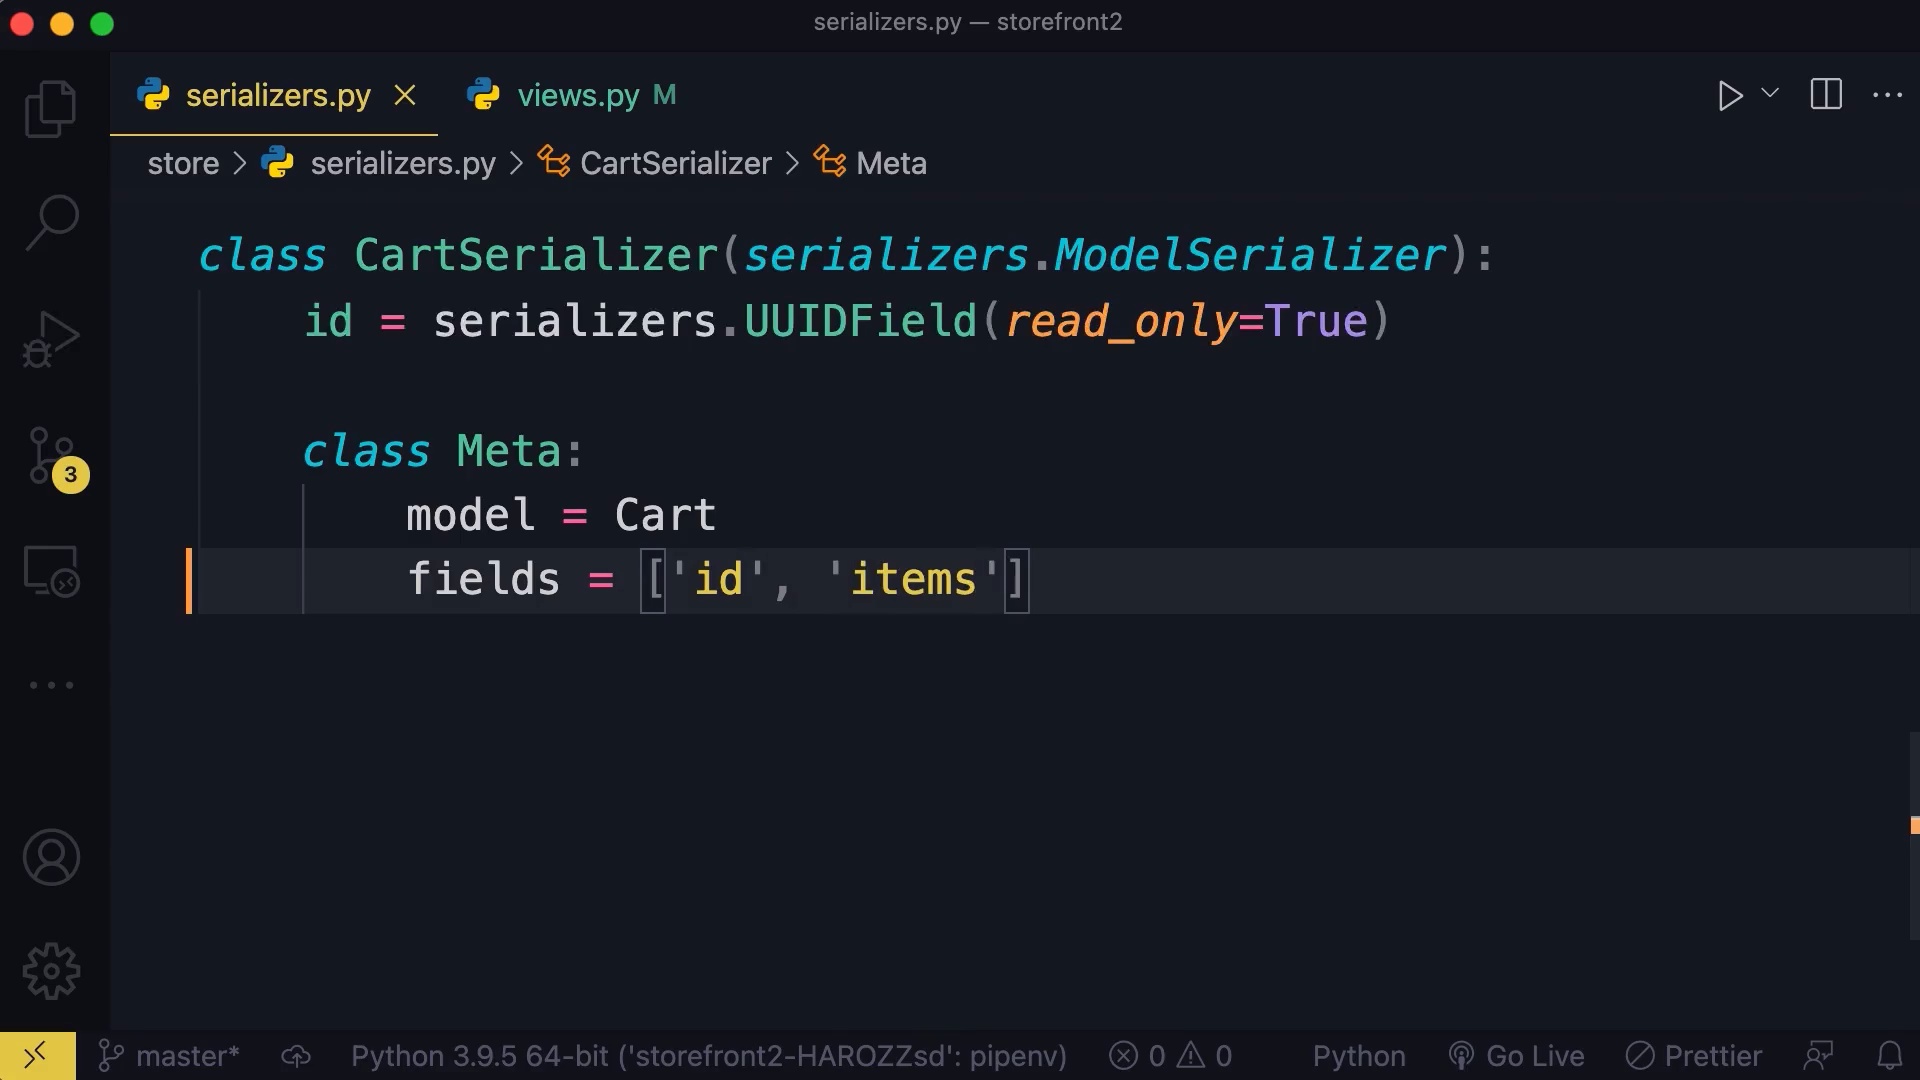 serializers.py — storefront2
serializers.py views.py M
store > serializers.py > CartSerializer > Meta
class CartSerializer(serializers.ModelSerializer):
    id = serializers.UUIDField(read_only=True)
    class Meta:
        model = Cart
        fields = ['id', 'items']
3
master* Python 3.9.5 64-bit ('storefront2-HAROZZsd': pipenv) 0 0 Python Go Live Prettier